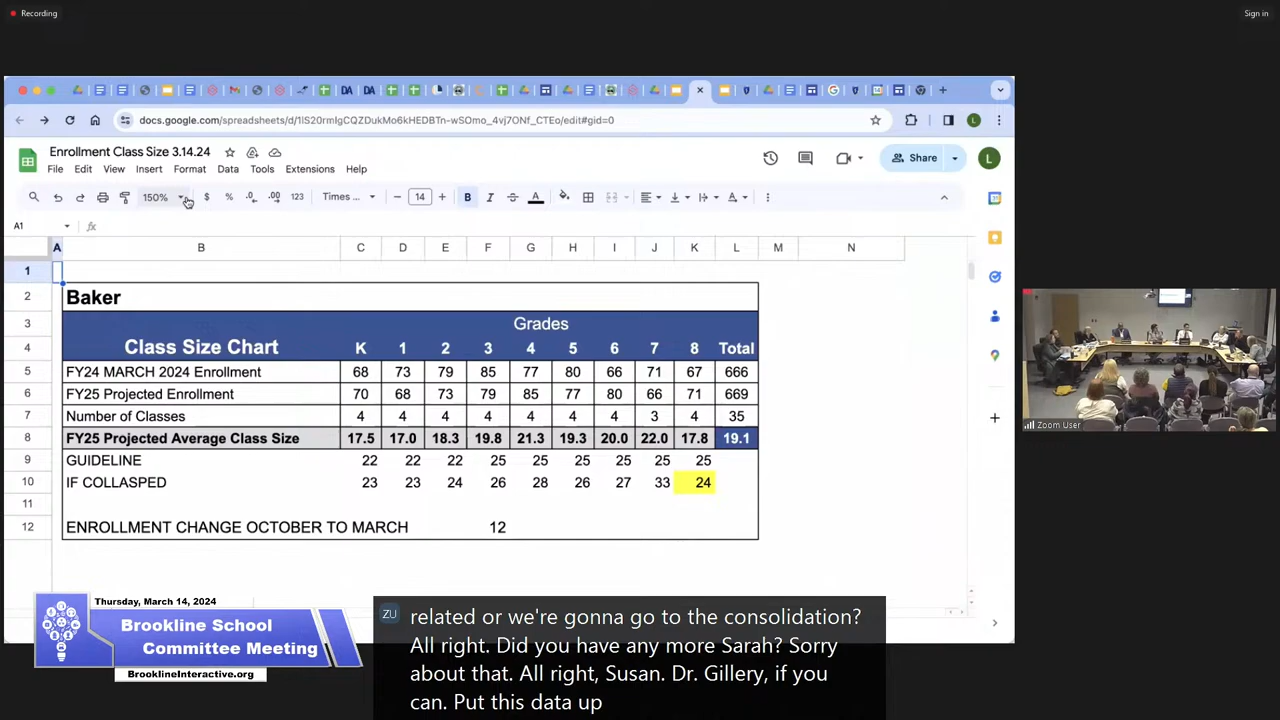 Recording
Sign in
DA DA
docs.google.com/spreadsheets/d/1lS20rmIgCQZDukMo6kHEDBTn-wSOmo_4vj7ONf_CTEo/edit#gid=0
L
Enrollment Class Size 3.14.24
File Edit View Insert Format Data Tools Extensions Help
Share
L
150% $ % .0 .00 123 Times ... 14 B I S A
A1 fx
A B C D E F G H I J K L M N
1
2 Baker
3 Grades
4 Class Size Chart K 1 2 3 4 5 6 7 8 Total
5 FY24 MARCH 2024 Enrollment 68 73 79 85 77 80 66 71 67 666
6 FY25 Projected Enrollment 70 68 73 79 85 77 80 66 71 669
7 Number of Classes 4 4 4 4 4 4 4 3 4 35
8 FY25 Projected Average Class Size 17.5 17.0 18.3 19.8 21.3 19.3 20.0 22.0 17.8 19.1
9 GUIDELINE 22 22 22 25 25 25 25 25 25
10 IF COLLASPED 23 23 24 26 28 26 27 33 24
11
12 ENROLLMENT CHANGE OCTOBER TO MARCH 12
Zoom User
Thursday, March 14, 2024
Brookline School
Committee Meeting
BrooklineInteractive.org
ZU related or we're gonna go to the consolidation?
All right. Did you have any more Sarah? Sorry
about that. All right, Susan. Dr. Gillery, if you
can. Put this data up